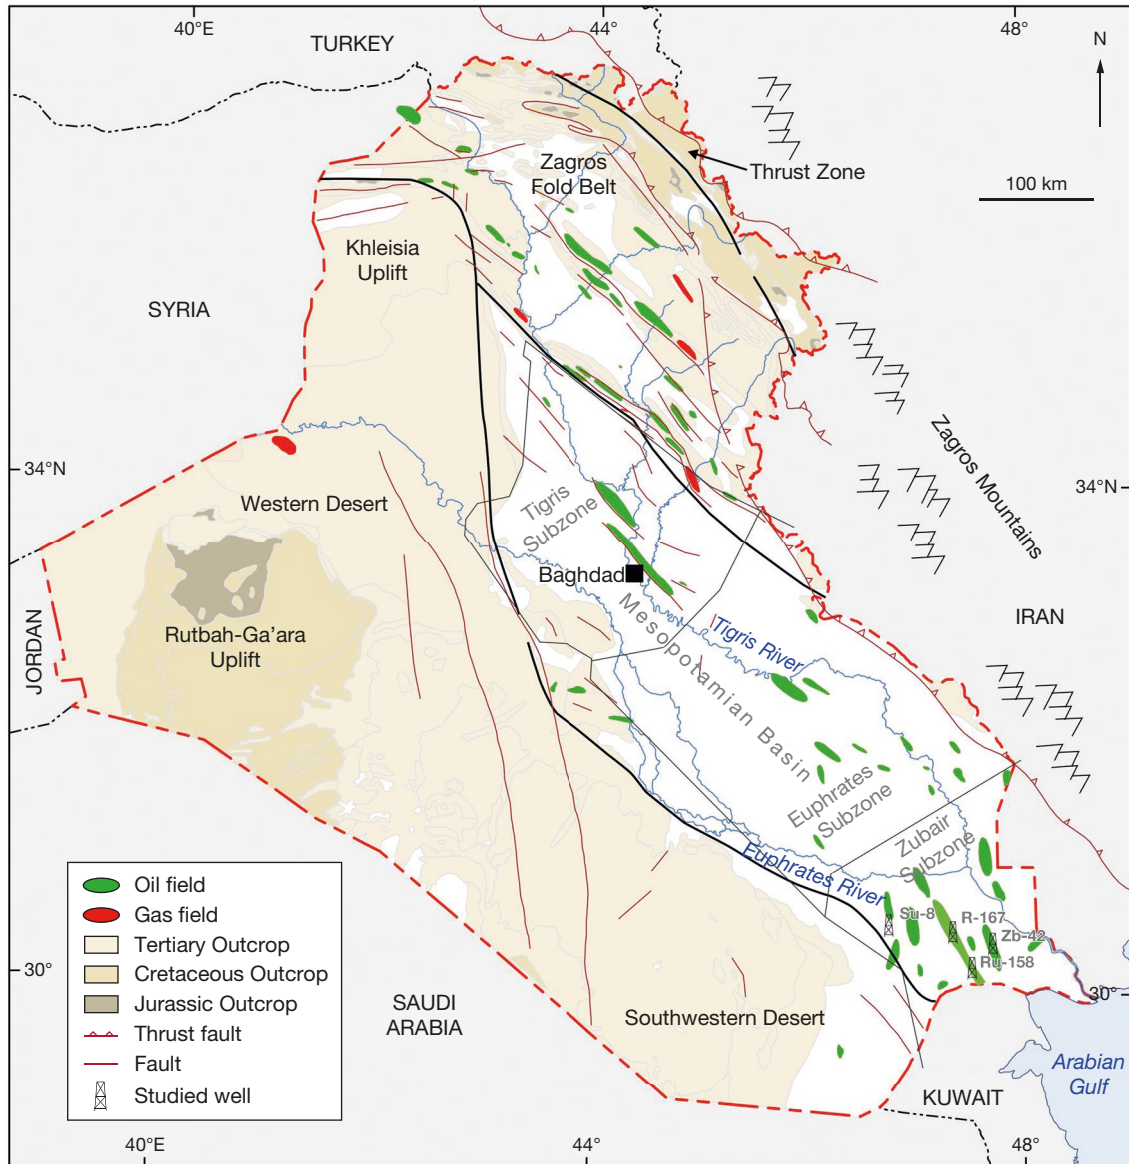 40°E
44°
48°
TURKEY
N
Thrust Zone
Zagros
Fold Belt
100 km
Khleisia
Uplift
SYRIA
Zagros Mountains
34°N
34°N
Western Desert
Tigris
Subzone
Baghdad
Mesopotamian Basin
JORDAN
Rutbah-Ga'ara
Uplift
Tigris River
IRAN
Euphrates
Subzone
Zubair
Subzone
Euphrates River
Su-8
R-167
Zb-42
Ru-158
Oil field
Gas field
Tertiary Outcrop
Cretaceous Outcrop
Jurassic Outcrop
Thrust fault
Fault
Studied well
30°
30°
SAUDI
ARABIA
Southwestern Desert
Arabian
Gulf
KUWAIT
40°E
44°
48°